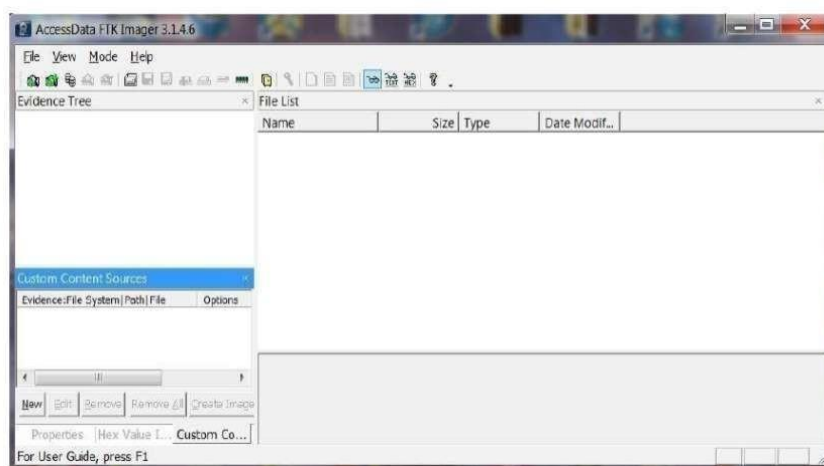 AccessData FTK Imager 3.1.4.6
File View Mode Help
Evidence Tree
File List
Name Size Type Date Modif...
Custom Content Sources
Evidence:File System|Path|File Options
New Edit Remove Remove All Create Image
Properties Hex Value I... Custom Co...
For User Guide, press F1